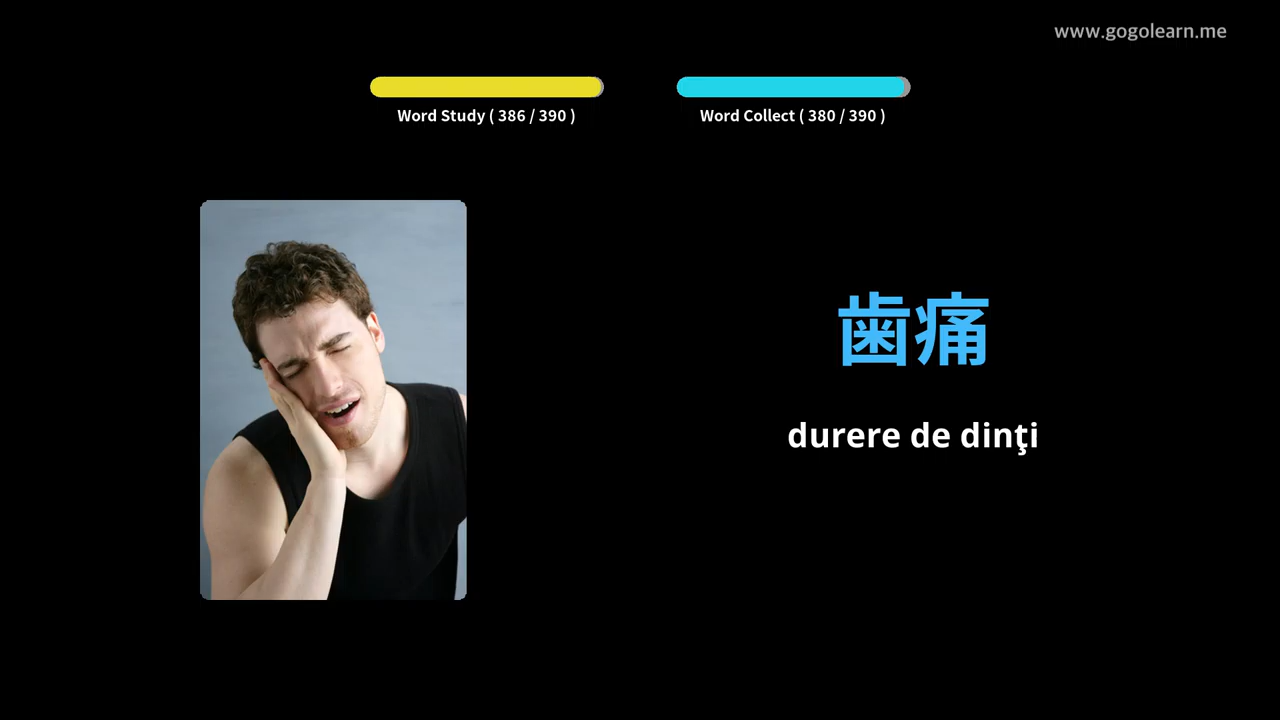 www.gogolearn.me
Word Study ( 386 / 390 )
Word Collect ( 380 / 390 )
歯痛
durere de dinţi